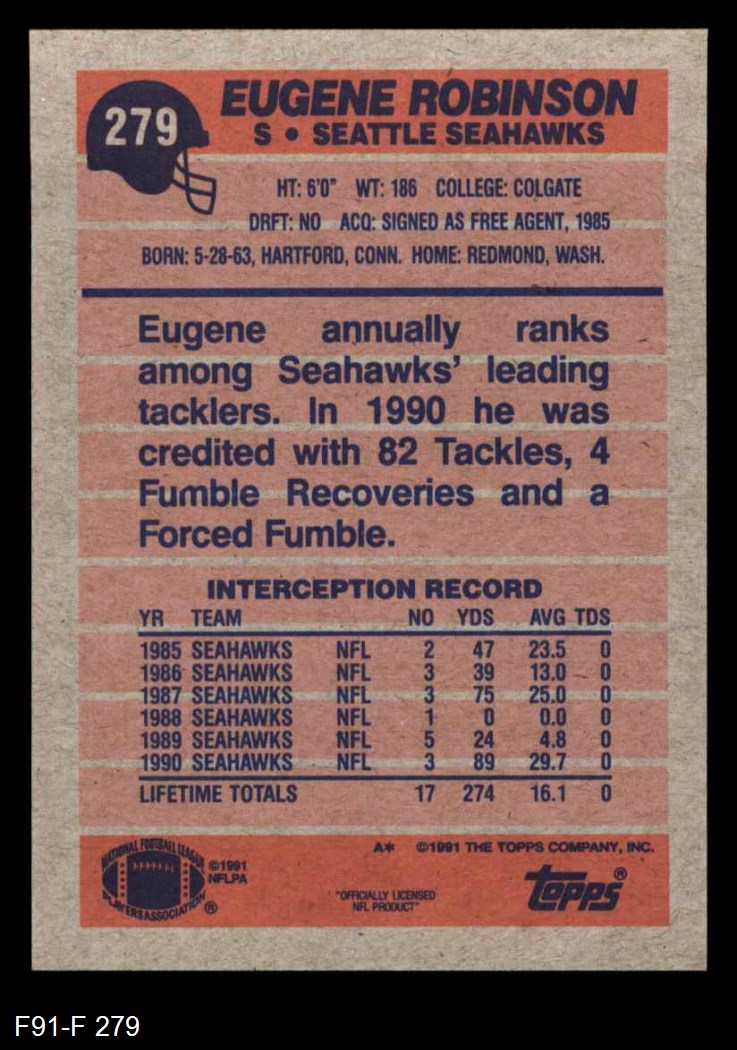 279
EUGENE ROBINSON
S • SEATTLE SEAHAWKS
HT: 6'0" WT: 186 COLLEGE: COLGATE
DRFT: NO ACQ: SIGNED AS FREE AGENT, 1985
BORN: 5-28-63, HARTFORD, CONN. HOME: REDMOND, WASH.
Eugene annually ranks
among Seahawks' leading
tacklers. In 1990 he was
credited with 82 Tackles, 4
Fumble Recoveries and a
Forced Fumble.
INTERCEPTION RECORD
YR TEAM NO YDS AVG TDS
1985 SEAHAWKS NFL 2 47 23.5 0
1986 SEAHAWKS NFL 3 39 13.0 0
1987 SEAHAWKS NFL 3 75 25.0 0
1988 SEAHAWKS NFL 1 0 0.0 0
1989 SEAHAWKS NFL 5 24 4.8 0
1990 SEAHAWKS NFL 3 89 29.7 0
LIFETIME TOTALS 17 274 16.1 0
NATIONAL FOOTBALL LEAGUE
PLAYERS ASSOCIATION ®
©1991
NFLPA
A* ©1991 THE TOPPS COMPANY, INC.
"OFFICIALLY LICENSED
NFL PRODUCT"
topps®
F91-F 279